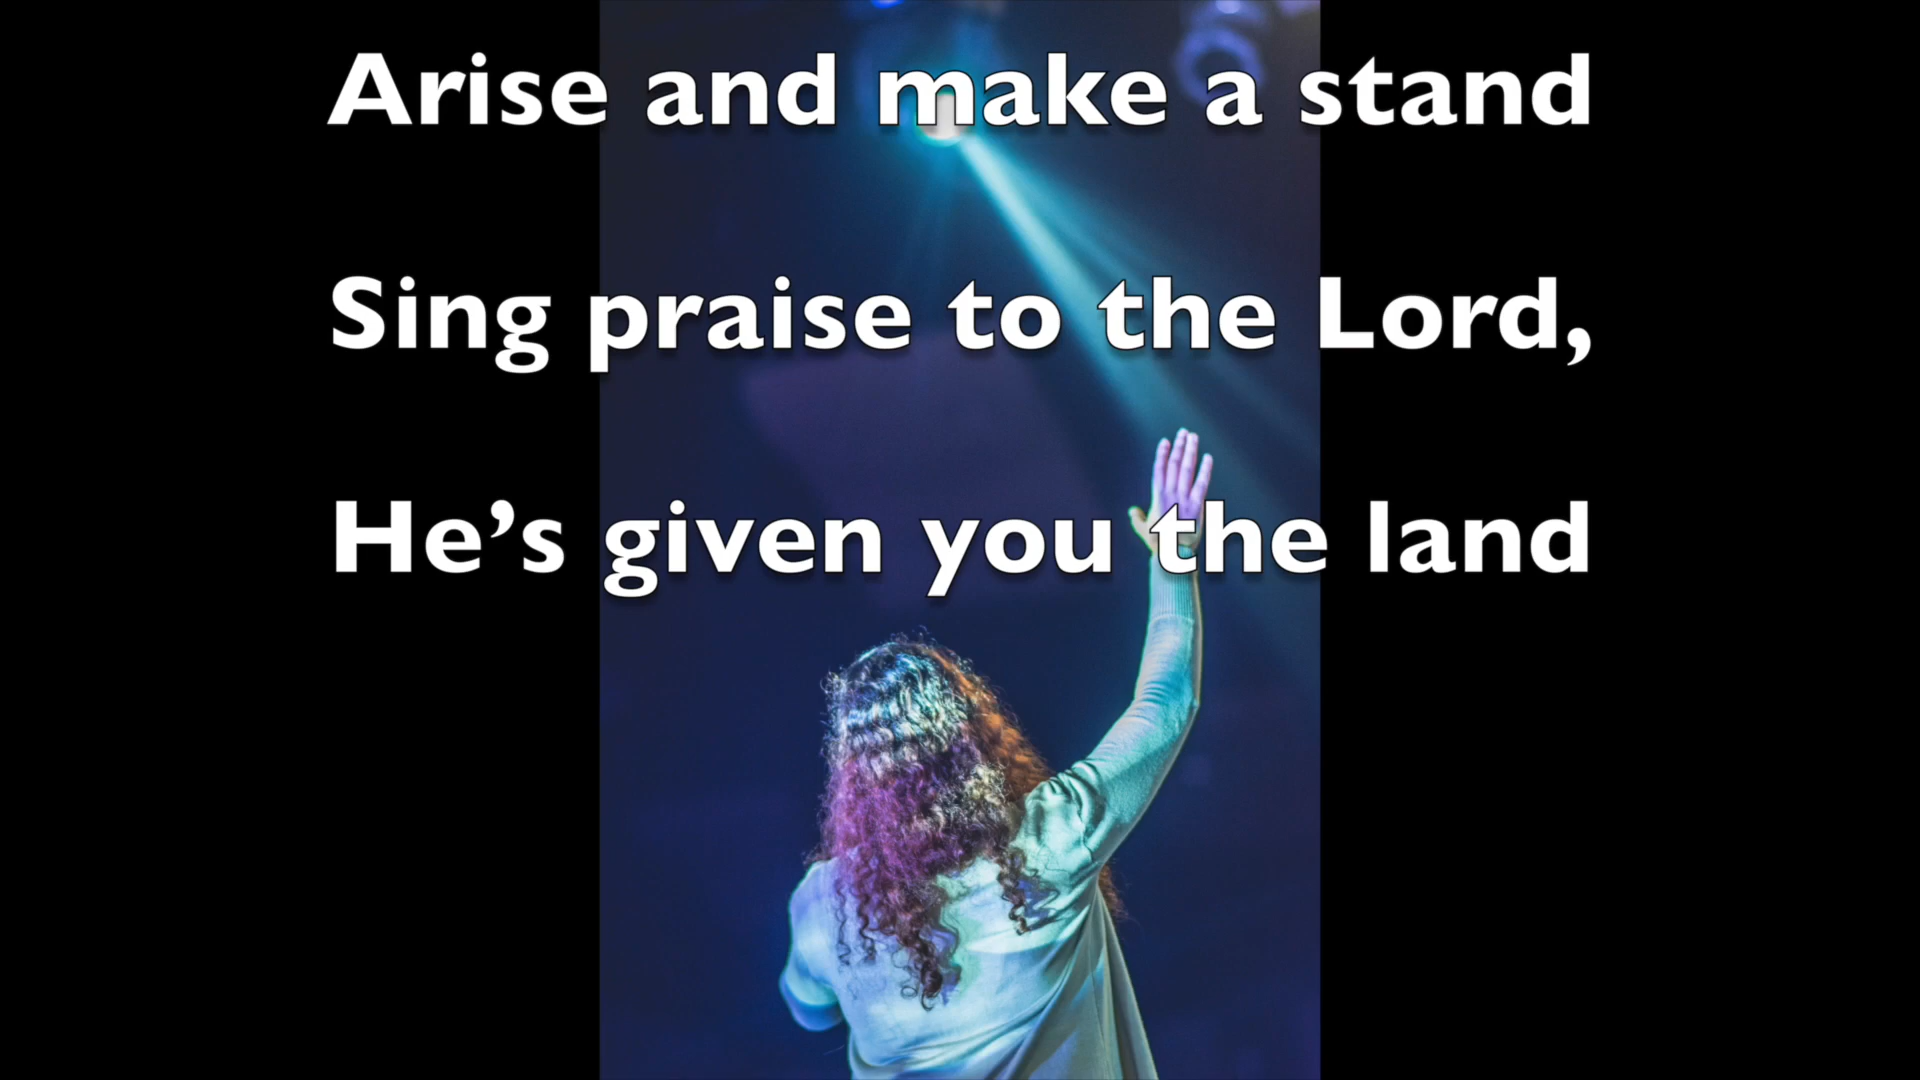 Arise and make a stand
Sing praise to the Lord,
He’s given you the land